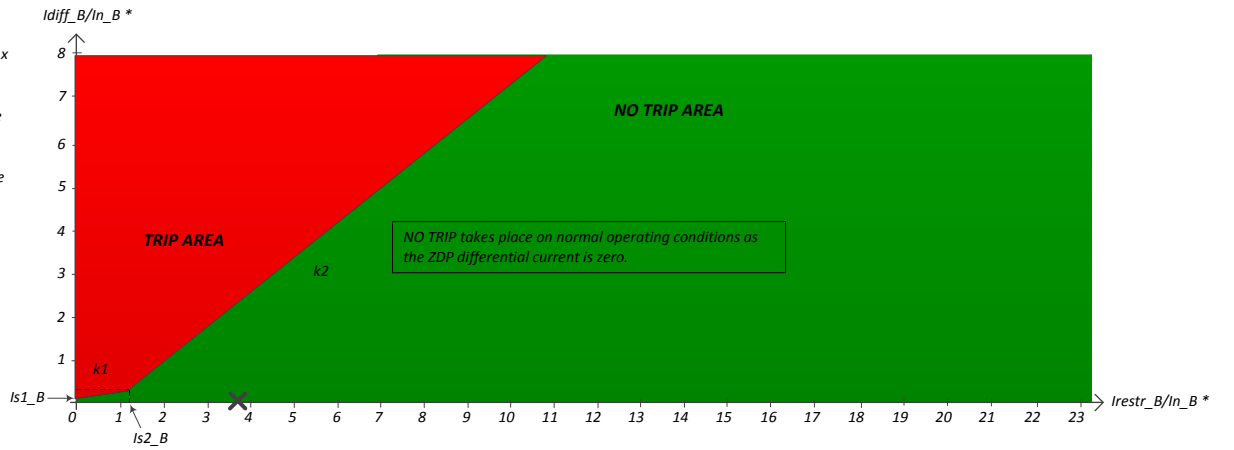 Idiff_B/In_B *
x
8
7
6
e
5
4
3
2
1
NO TRIP AREA
TRIP AREA
NO TRIP takes place on normal operating conditions as
the ZDP differential current is zero.
k2
k1
Is1_B
0 1 2 3 4 5 6 7 8 9 10 11 12 13 14 15 16 17 18 19 20 21 22 23
Irestr_B/In_B *
Is2_B